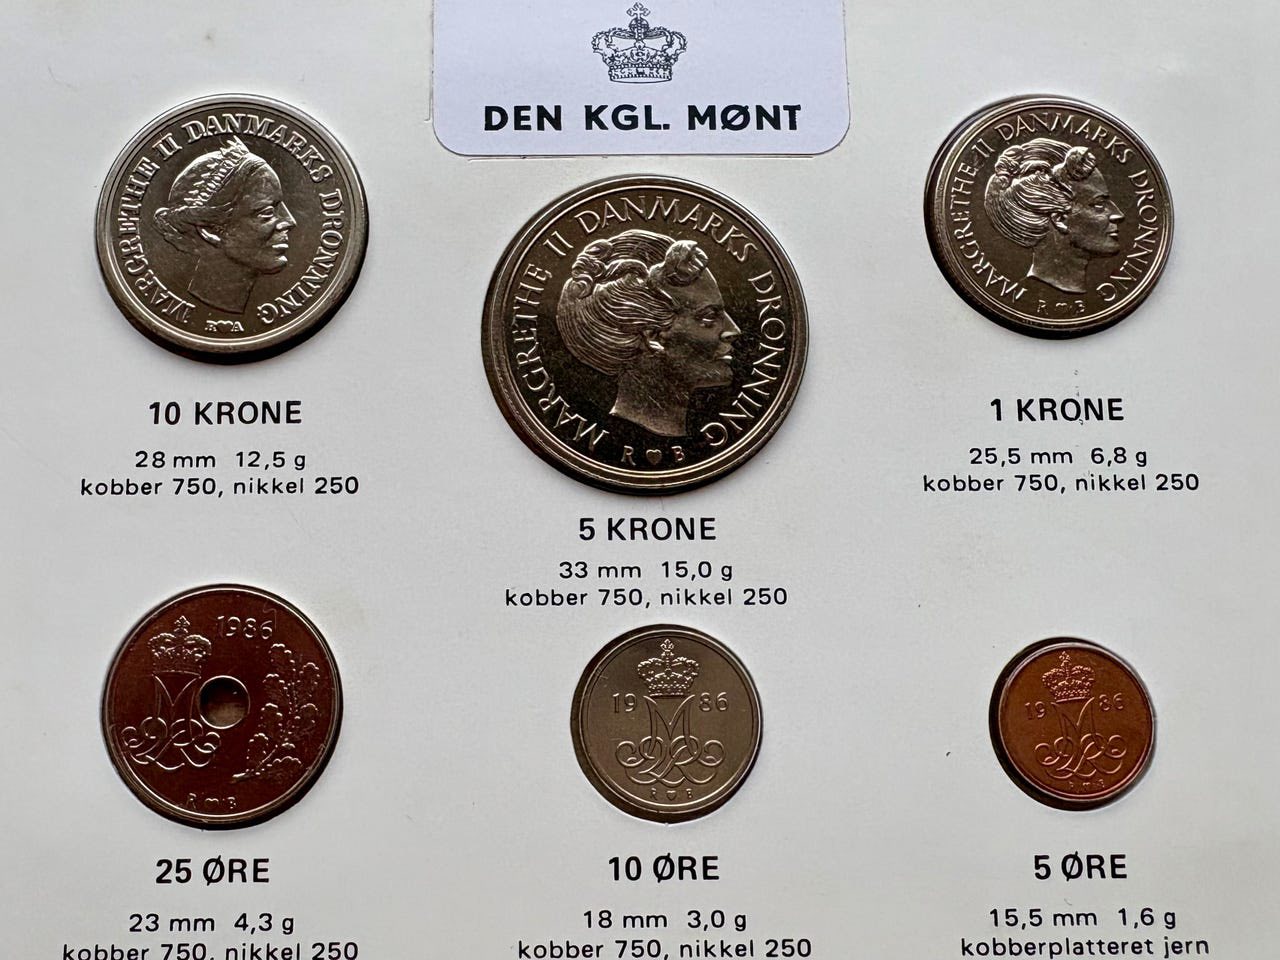 DEN KGL. MØNT
MARGRETHE II DANMARKS DRONNING
R♥A
10 KRONE
28 mm 12,5 g
kobber 750, nikkel 250
MARGRETHE II DANMARKS DRONNING
R♥B
5 KRONE
33 mm 15,0 g
kobber 750, nikkel 250
MARGRETHE II DANMARKS DRONNING
R♥B
1 KRONE
25,5 mm 6,8 g
kobber 750, nikkel 250
1986
R♥B
25 ØRE
23 mm 4,3 g
kobber 750, nikkel 250
1986
R♥B
10 ØRE
18 mm 3,0 g
kobber 750, nikkel 250
1986
R♥B
5 ØRE
15,5 mm 1,6 g
kobberplatteret jern